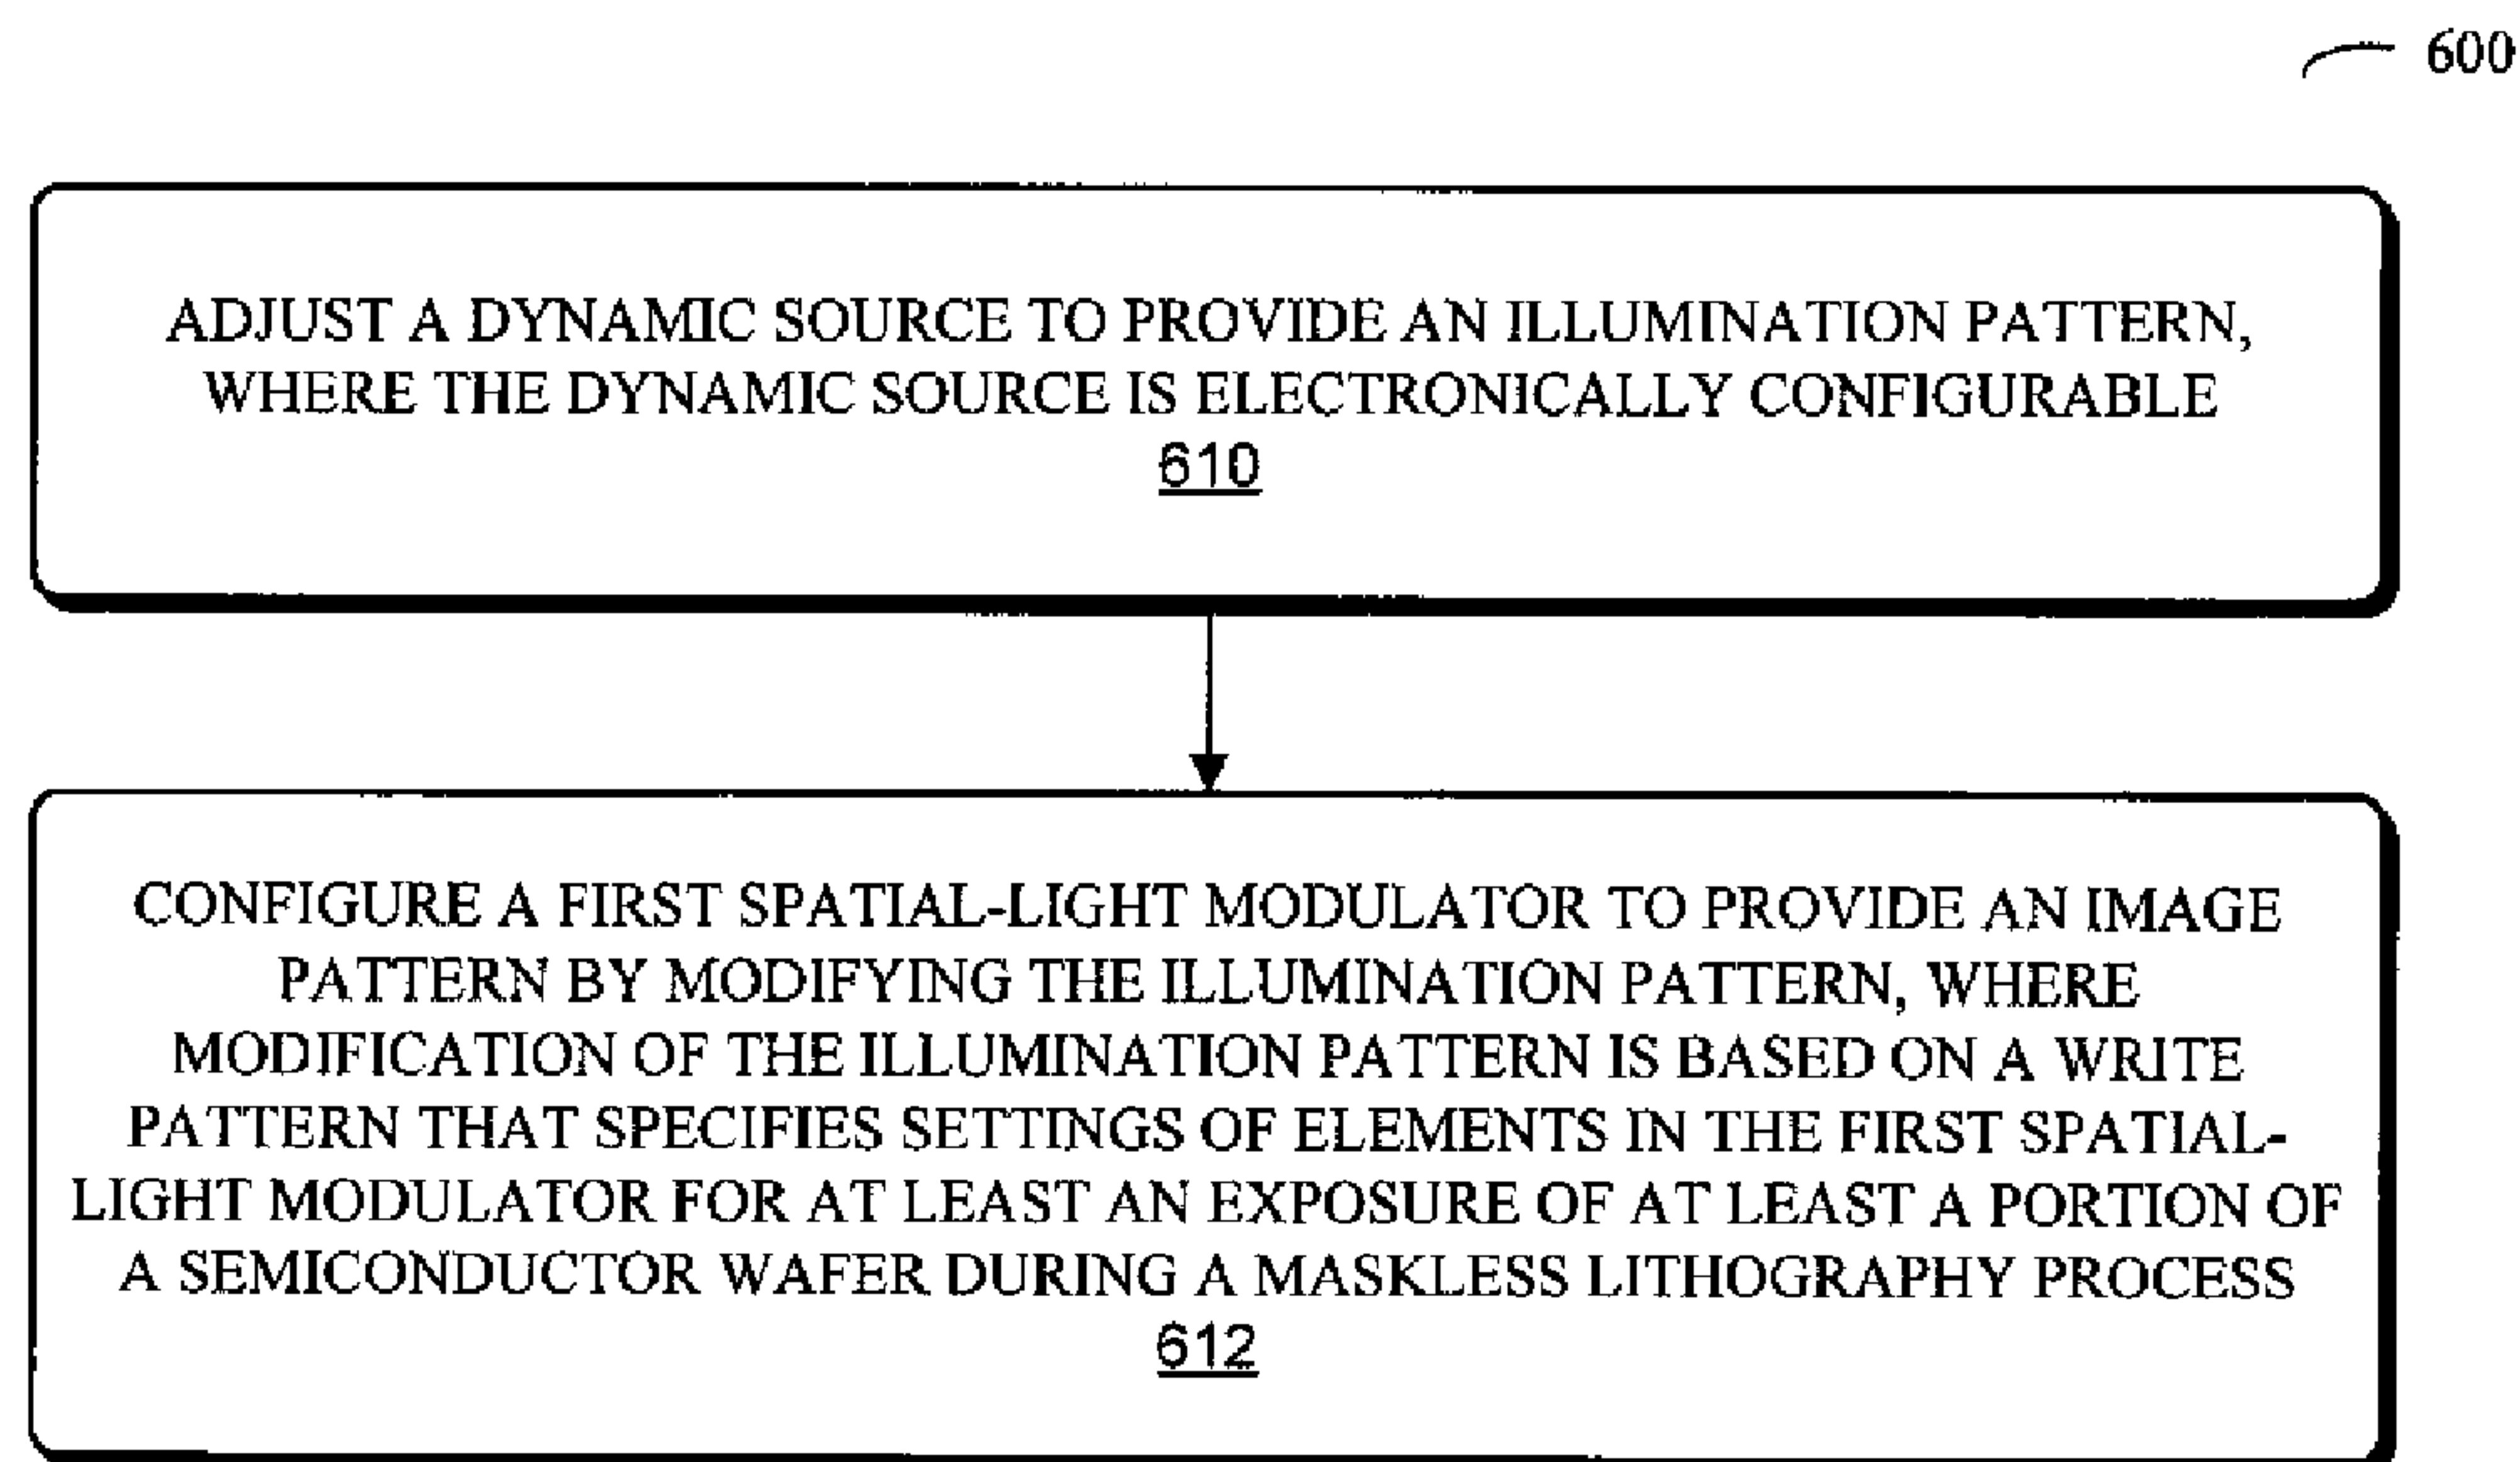 600
ADJUST A DYNAMIC SOURCE TO PROVIDE AN ILLUMINATION PATTERN,
WHERE THE DYNAMIC SOURCE IS ELECTRONICALLY CONFIGURABLE
610
CONFIGURE A FIRST SPATIAL-LIGHT MODULATOR TO PROVIDE AN IMAGE
PATTERN BY MODIFYING THE ILLUMINATION PATTERN, WHERE
MODIFICATION OF THE ILLUMINATION PATTERN IS BASED ON A WRITE
PATTERN THAT SPECIFIES SETTINGS OF ELEMENTS IN THE FIRST SPATIAL-
LIGHT MODULATOR FOR AT LEAST AN EXPOSURE OF AT LEAST A PORTION OF
A SEMICONDUCTOR WAFER DURING A MASKLESS LITHOGRAPHY PROCESS
612